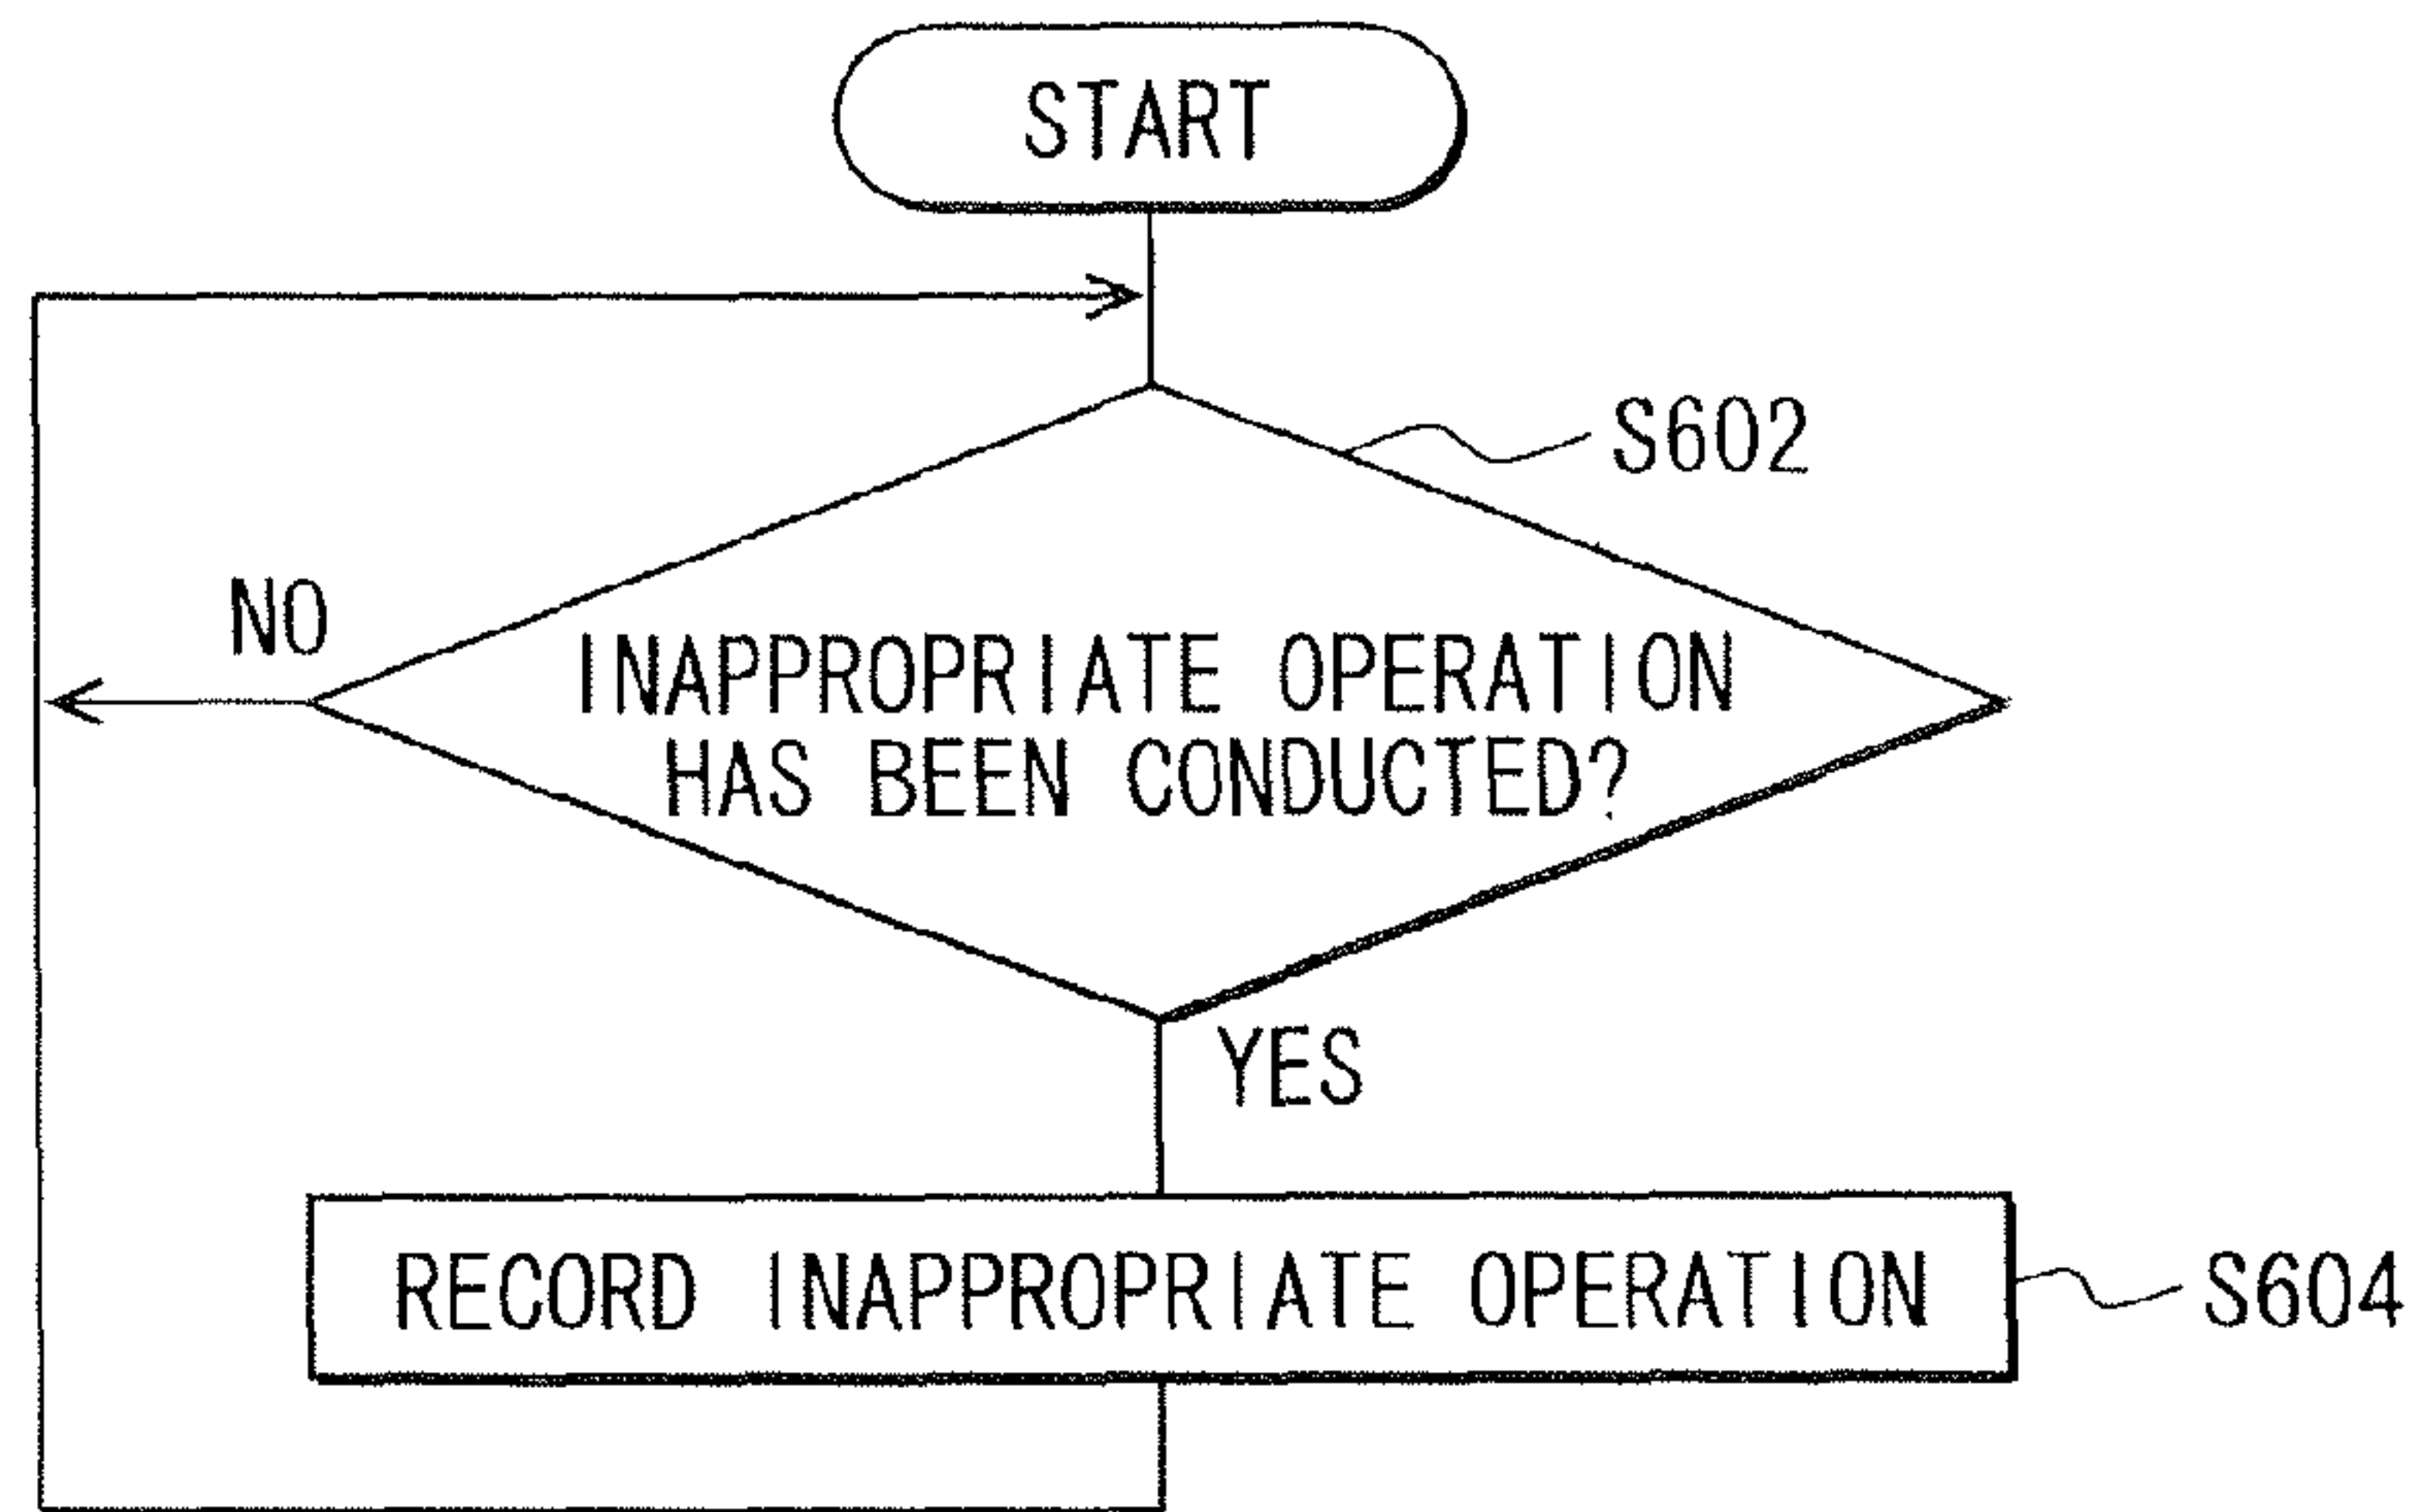 START
S602
NO
INAPPROPRIATE OPERATION
HAS BEEN CONDUCTED?
YES
RECORD INAPPROPRIATE OPERATION
S604